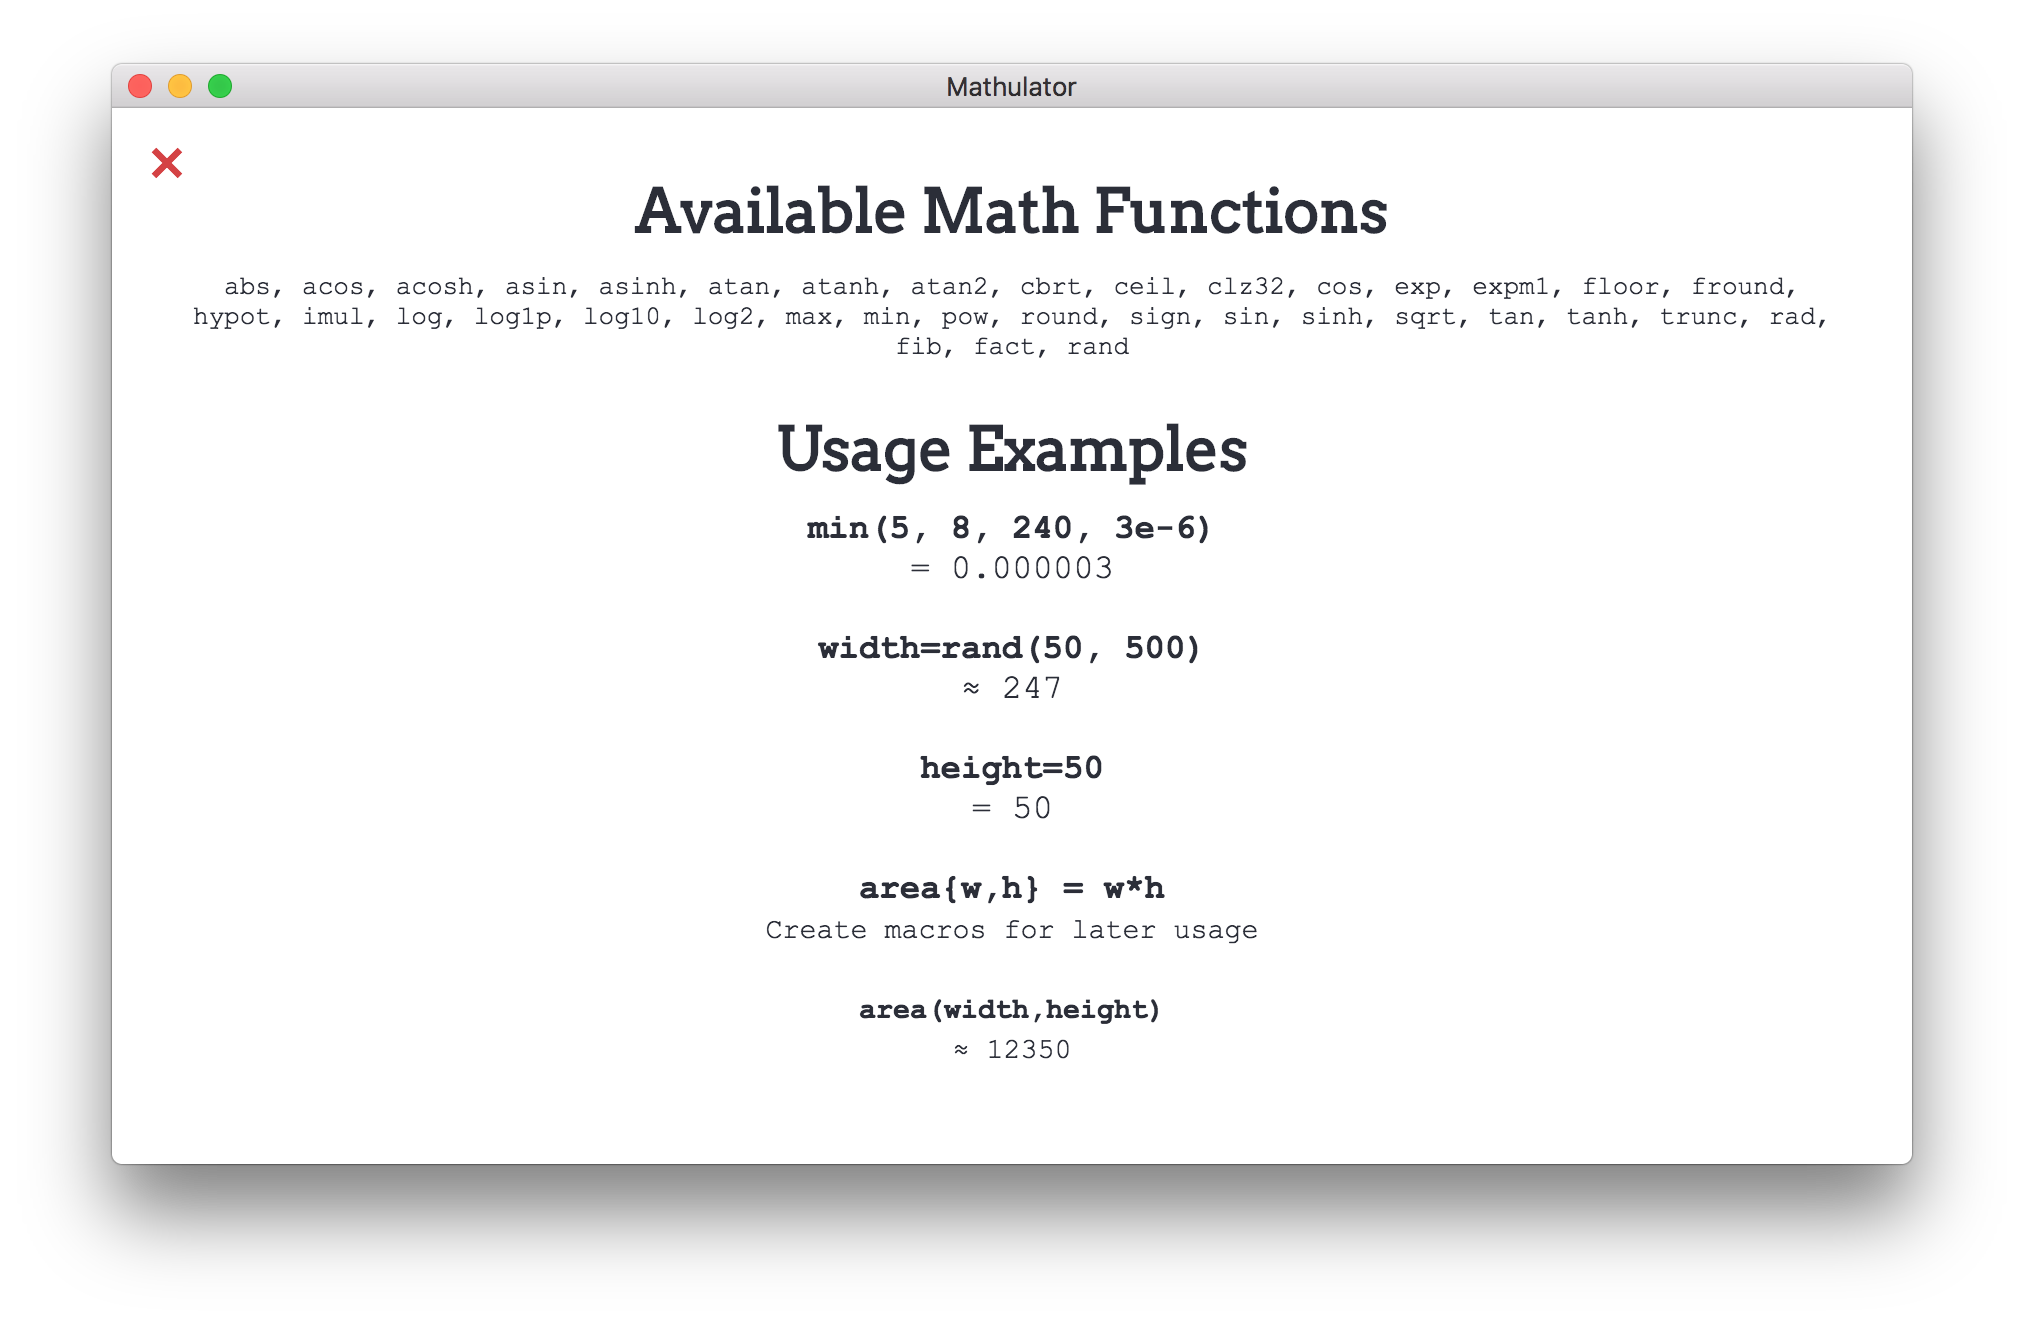 Mathulator
Available Math Functions
abs, acos, acosh, asin, asinh, atan, atanh, atan2, cbrt, ceil, clz32, cos, exp, expm1, floor, fround,
hypot, imul, log, log1p, log10, log2, max, min, pow, round, sign, sin, sinh, sqrt, tan, tanh, trunc, rad,
fib, fact, rand
Usage Examples
min(5, 8, 240, 3e-6)
= 0.000003
width=rand(50, 500)
≈ 247
height=50
= 50
area{w,h} = w*h
Create macros for later usage
area(width,height)
≈ 12350